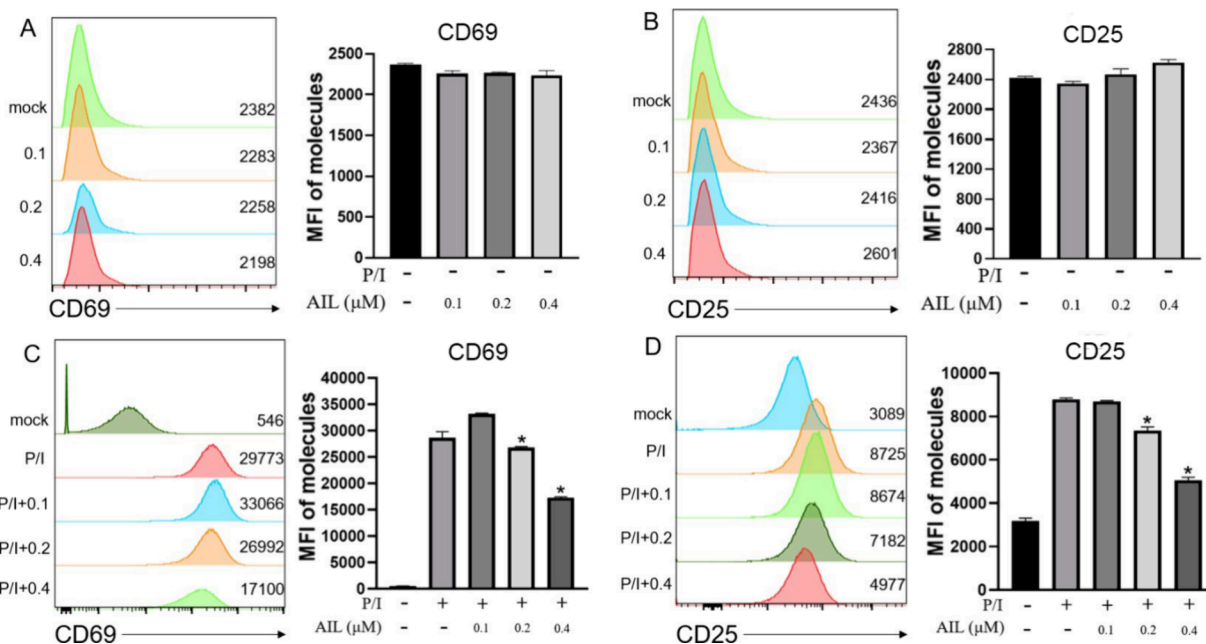 A
mock
2382
0.1
2283
0.2
2258
0.4
2198
CD69
CD69
MFI of molecules
2500
2000
1500
1000
500
0
P/I - - - -
AIL (μM) - 0.1 0.2 0.4
B
mock
2436
0.1
2367
0.2
2416
0.4
2601
CD25
CD25
MFI of molecules
2800
2400
2000
1600
1200
800
400
0
P/I - - - -
AIL (μM) - 0.1 0.2 0.4
C
mock
546
P/I
29773
P/I+0.1
33066
P/I+0.2
26992
P/I+0.4
17100
CD69
CD69
MFI of molecules
40000
35000
30000
25000
20000
15000
10000
5000
0
* *
P/I - + + + +
AIL (μM) - - 0.1 0.2 0.4
D
mock
3089
P/I
8725
P/I+0.1
8674
P/I+0.2
7182
P/I+0.4
4977
CD25
CD25
MFI of molecules
10000
8000
6000
4000
2000
0
* *
P/I - + + + +
AIL (μM) - - 0.1 0.2 0.4